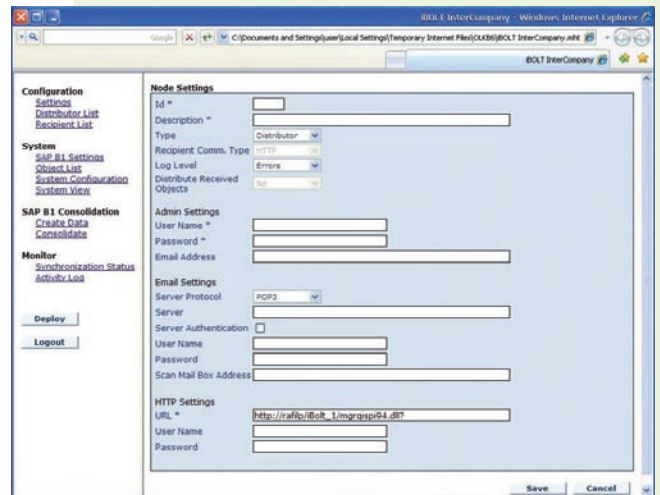 iBOLT InterCompany - Windows Internet Explorer
Google
C:\Documents and Settings\user\Local Settings\Temporary Internet Files\OLKB6\iBOLT InterCompany.mht
iBOLT InterCompany
Configuration
Settings
Distributor List
Recipient List
System
SAP B1 Settings
Object List
System Configuration
System View
SAP B1 Consolidation
Create Data
Consolidate
Monitor
Synchronization Status
Activity Log
Deploy
Logout
Node Settings
Id *
Description *
Type Distributor
Recipient Comm. Type HTTP
Log Level Errors
Distribute Received Objects No
Admin Settings
User Name *
Password *
Email Address
Email Settings
Server Protocol POP3
Server
Server Authentication
User Name
Password
Scan Mail Box Address
HTTP Settings
URL * http://rafilp/iBolt_1/mgrqispi94.dll?
User Name
Password
Save Cancel